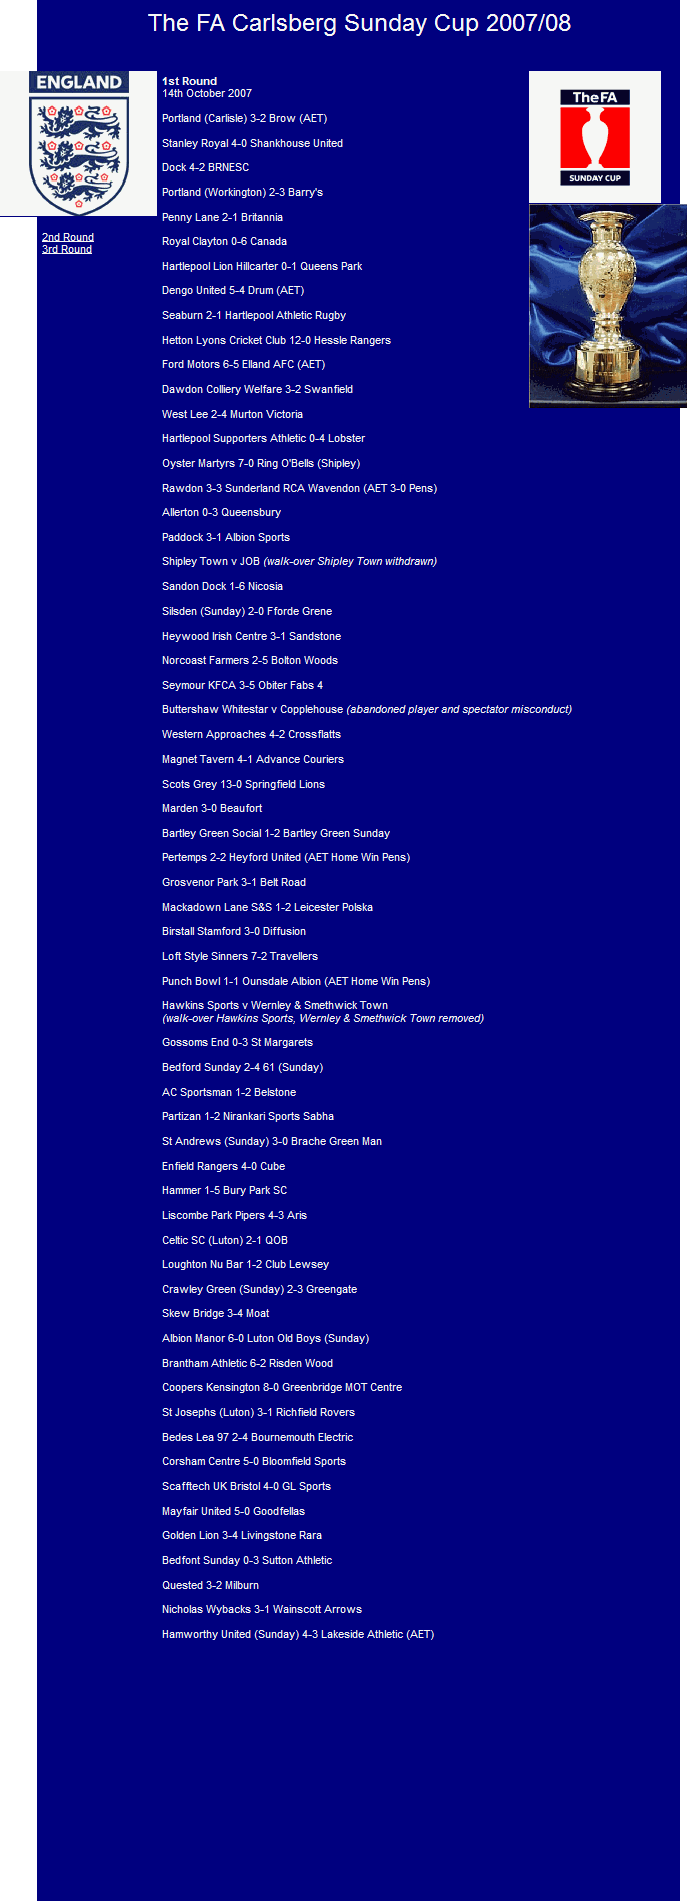 The FA Carlsberg Sunday Cup 2007/08
ENGLAND
2nd Round
3rd Round
1st Round
14th October 2007
Portland (Carlisle) 3-2 Brow (AET)
Stanley Royal 4-0 Shankhouse United
Dock 4-2 BRNESC
Portland (Workington) 2-3 Barry's
Penny Lane 2-1 Britannia
Royal Clayton 0-6 Canada
Hartlepool Lion Hillcarter 0-1 Queens Park
Dengo United 5-4 Drum (AET)
Seaburn 2-1 Hartlepool Athletic Rugby
Hetton Lyons Cricket Club 12-0 Hessle Rangers
Ford Motors 6-5 Elland AFC (AET)
Dawdon Colliery Welfare 3-2 Swanfield
West Lee 2-4 Murton Victoria
Hartlepool Supporters Athletic 0-4 Lobster
Oyster Martyrs 7-0 Ring O'Bells (Shipley)
Rawdon 3-3 Sunderland RCA Wavendon (AET 3-0 Pens)
Allerton 0-3 Queensbury
Paddock 3-1 Albion Sports
Shipley Town v JOB (walk-over Shipley Town withdrawn)
Sandon Dock 1-6 Nicosia
Silsden (Sunday) 2-0 Fforde Grene
Heywood Irish Centre 3-1 Sandstone
Norcoast Farmers 2-5 Bolton Woods
Seymour KFCA 3-5 Obiter Fabs 4
Buttershaw Whitestar v Copplehouse (abandoned player and spectator misconduct)
Western Approaches 4-2 Crossflatts
Magnet Tavern 4-1 Advance Couriers
Scots Grey 13-0 Springfield Lions
Marden 3-0 Beaufort
Bartley Green Social 1-2 Bartley Green Sunday
Pertemps 2-2 Heyford United (AET Home Win Pens)
Grosvenor Park 3-1 Belt Road
Mackadown Lane S&S 1-2 Leicester Polska
Birstall Stamford 3-0 Diffusion
Loft Style Sinners 7-2 Travellers
Punch Bowl 1-1 Ounsdale Albion (AET Home Win Pens)
Hawkins Sports v Wernley & Smethwick Town
(walk-over Hawkins Sports, Wernley & Smethwick Town removed)
Gossoms End 0-3 St Margarets
Bedford Sunday 2-4 61 (Sunday)
AC Sportsman 1-2 Belstone
Partizan 1-2 Nirankari Sports Sabha
St Andrews (Sunday) 3-0 Brache Green Man
Enfield Rangers 4-0 Cube
Hammer 1-5 Bury Park SC
Liscombe Park Pipers 4-3 Aris
Celtic SC (Luton) 2-1 QOB
Loughton Nu Bar 1-2 Club Lewsey
Crawley Green (Sunday) 2-3 Greengate
Skew Bridge 3-4 Moat
Albion Manor 6-0 Luton Old Boys (Sunday)
Brantham Athletic 6-2 Risden Wood
Coopers Kensington 8-0 Greenbridge MOT Centre
St Josephs (Luton) 3-1 Richfield Rovers
Bedes Lea 97 2-4 Bournemouth Electric
Corsham Centre 5-0 Bloomfield Sports
Scafftech UK Bristol 4-0 GL Sports
Mayfair United 5-0 Goodfellas
Golden Lion 3-4 Livingstone Rara
Bedfont Sunday 0-3 Sutton Athletic
Quested 3-2 Milburn
Nicholas Wybacks 3-1 Wainscott Arrows
Hamworthy United (Sunday) 4-3 Lakeside Athletic (AET)
The FA
SUNDAY CUP